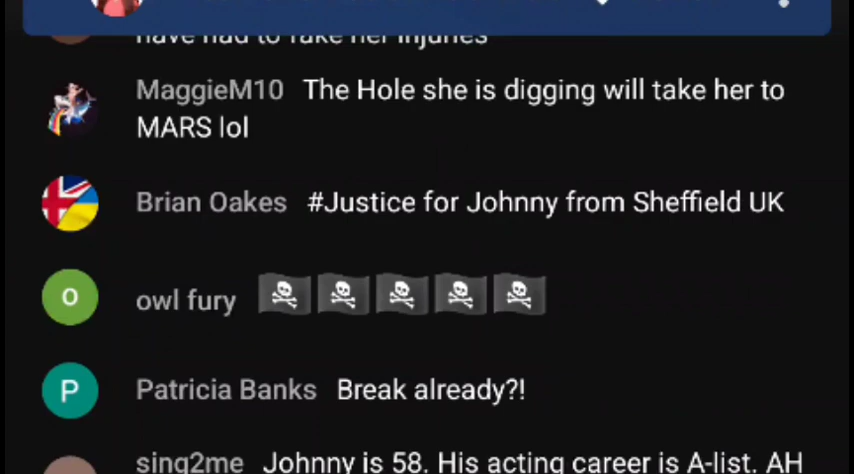 have had to fake her injuries
MaggieM10 The Hole she is digging will take her to
MARS lol
Brian Oakes #Justice for Johnny from Sheffield UK
O
owl fury 🏴‍☠️🏴‍☠️🏴‍☠️🏴‍☠️🏴‍☠️
P
Patricia Banks Break already?!
sing2me Johnny is 58. His acting career is A-list. AH